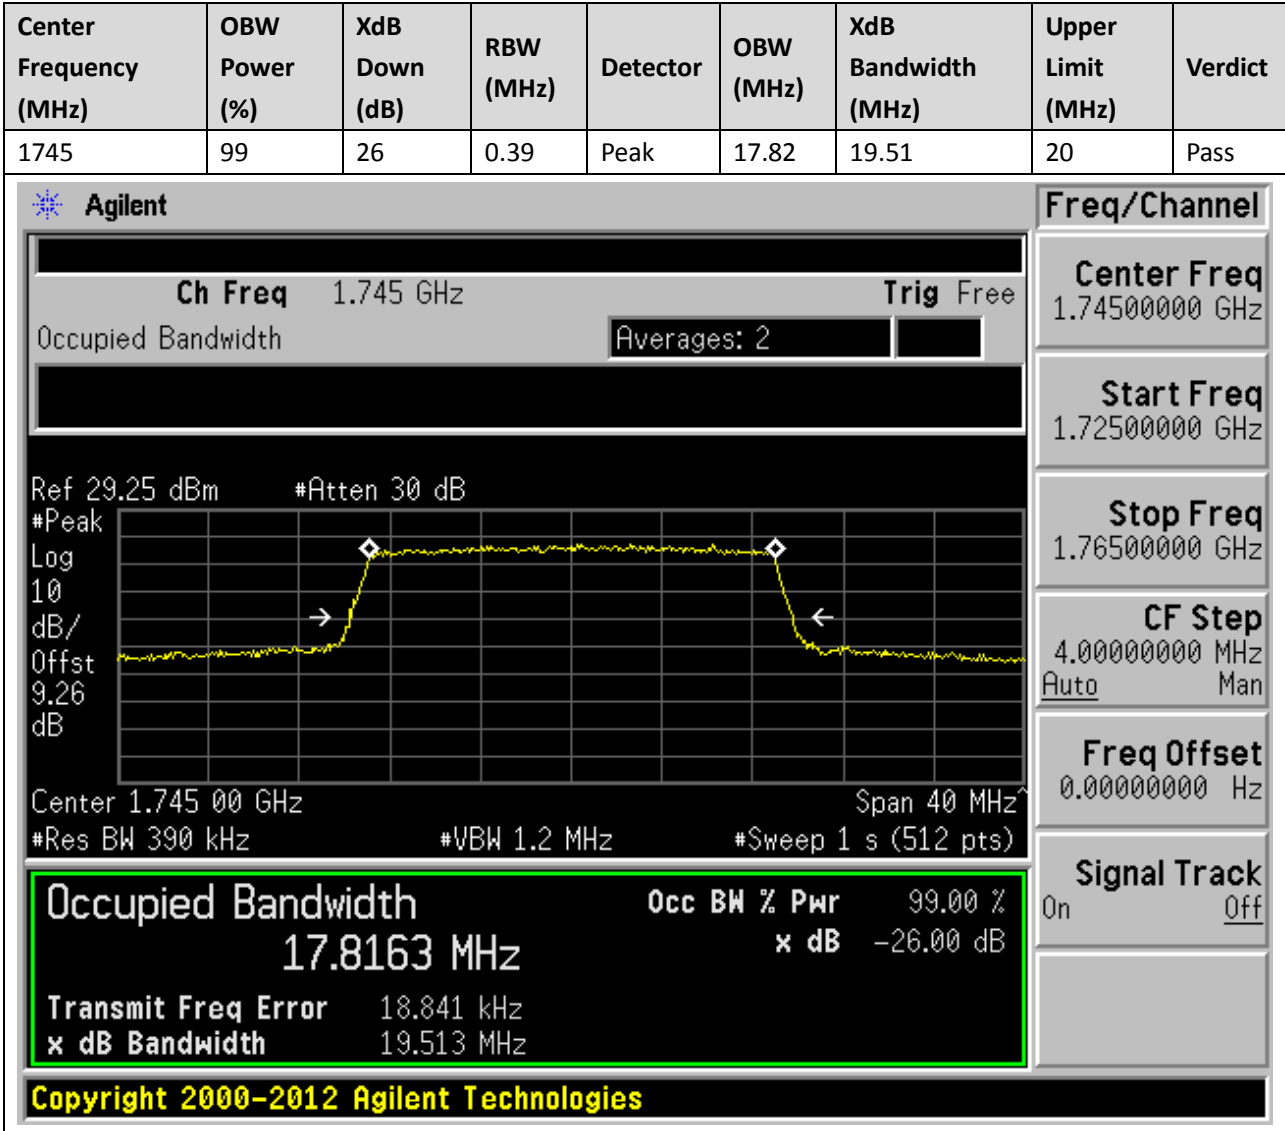 Center Frequency (MHz) OBW Power (%) XdB Down (dB) RBW (MHz) Detector OBW (MHz) XdB Bandwidth (MHz) Upper Limit (MHz) Verdict
1745 99 26 0.39 Peak 17.82 19.51 20 Pass
Agilent
Freq/Channel
Ch Freq 1.745 GHz Trig Free
Occupied Bandwidth Averages: 2
Center Freq
1.74500000 GHz
Start Freq
1.72500000 GHz
Stop Freq
1.76500000 GHz
CF Step
4.00000000 MHz
Auto Man
Freq Offset
0.00000000 Hz
Signal Track
On Off
Ref 29.25 dBm #Atten 30 dB
#Peak
Log
10
dB/
Offst
9.26
dB
Center 1.745 00 GHz Span 40 MHz^
#Res BW 390 kHz #VBW 1.2 MHz #Sweep 1 s (512 pts)
Occupied Bandwidth
17.8163 MHz
Occ BW % Pwr 99.00 %
x dB -26.00 dB
Transmit Freq Error 18.841 kHz
x dB Bandwidth 19.513 MHz
Copyright 2000-2012 Agilent Technologies